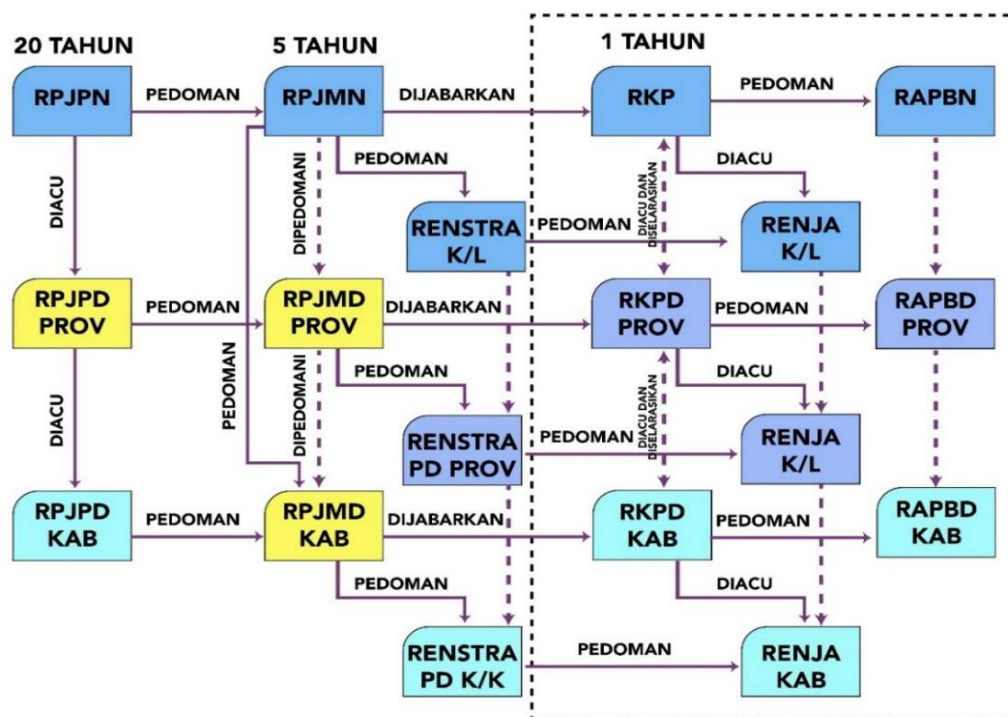 20 TAHUN
5 TAHUN
1 TAHUN
RPJPN
PEDOMAN
RPJMN
DIJABARKAN
RKP
PEDOMAN
RAPBN
DIACU
PEDOMAN
DIPEDOMANI
PEDOMAN
DIACU DAN
DISELARASIKAN
DIACU
RENSTRA
K/L
PEDOMAN
RENJA
K/L
RPJPD
PROV
PEDOMAN
RPJMD
PROV
DIJABARKAN
RKPD
PROV
PEDOMAN
RAPBD
PROV
DIACU
DIPEDOMANI
PEDOMAN
DIACU DAN
DISELARASIKAN
DIACU
RENSTRA
PD PROV
PEDOMAN
RENJA
K/L
RPJPD
KAB
PEDOMAN
RPJMD
KAB
DIJABARKAN
RKPD
KAB
PEDOMAN
RAPBD
KAB
PEDOMAN
DIACU
RENSTRA
PD K/K
PEDOMAN
RENJA
KAB